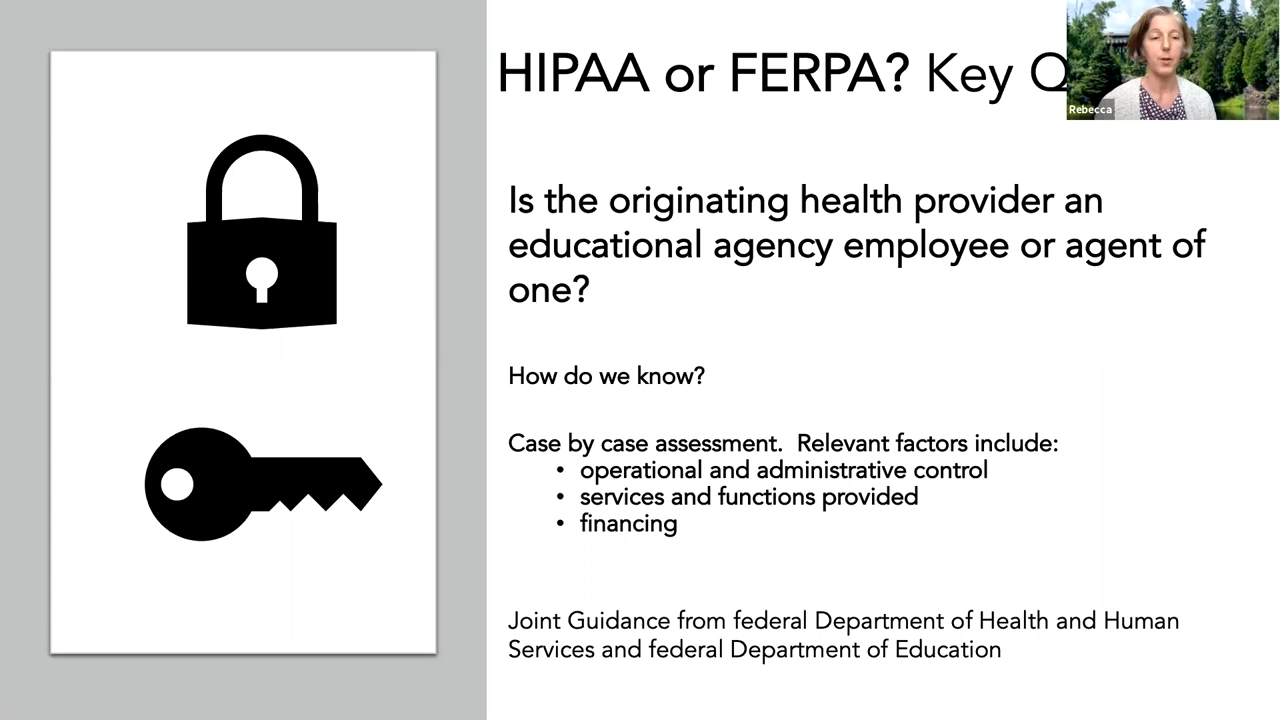 HIPAA or FERPA? Key Q
Rebecca
Is the originating health provider an
educational agency employee or agent of
one?
How do we know?
Case by case assessment.  Relevant factors include:
• operational and administrative control
• services and functions provided
• financing
Joint Guidance from federal Department of Health and Human
Services and federal Department of Education